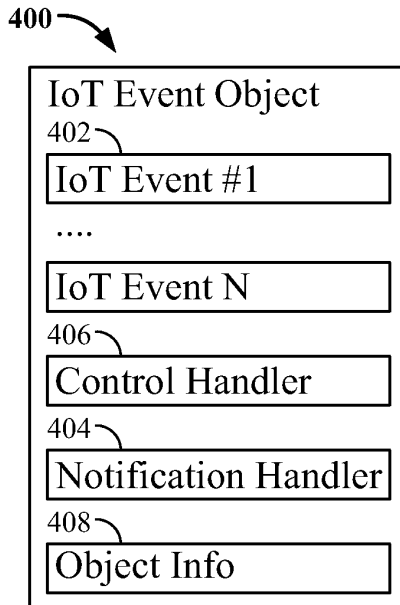 400
IoT Event Object
402
IoT Event #1
....
IoT Event N
406
Control Handler
404
Notification Handler
408
Object Info